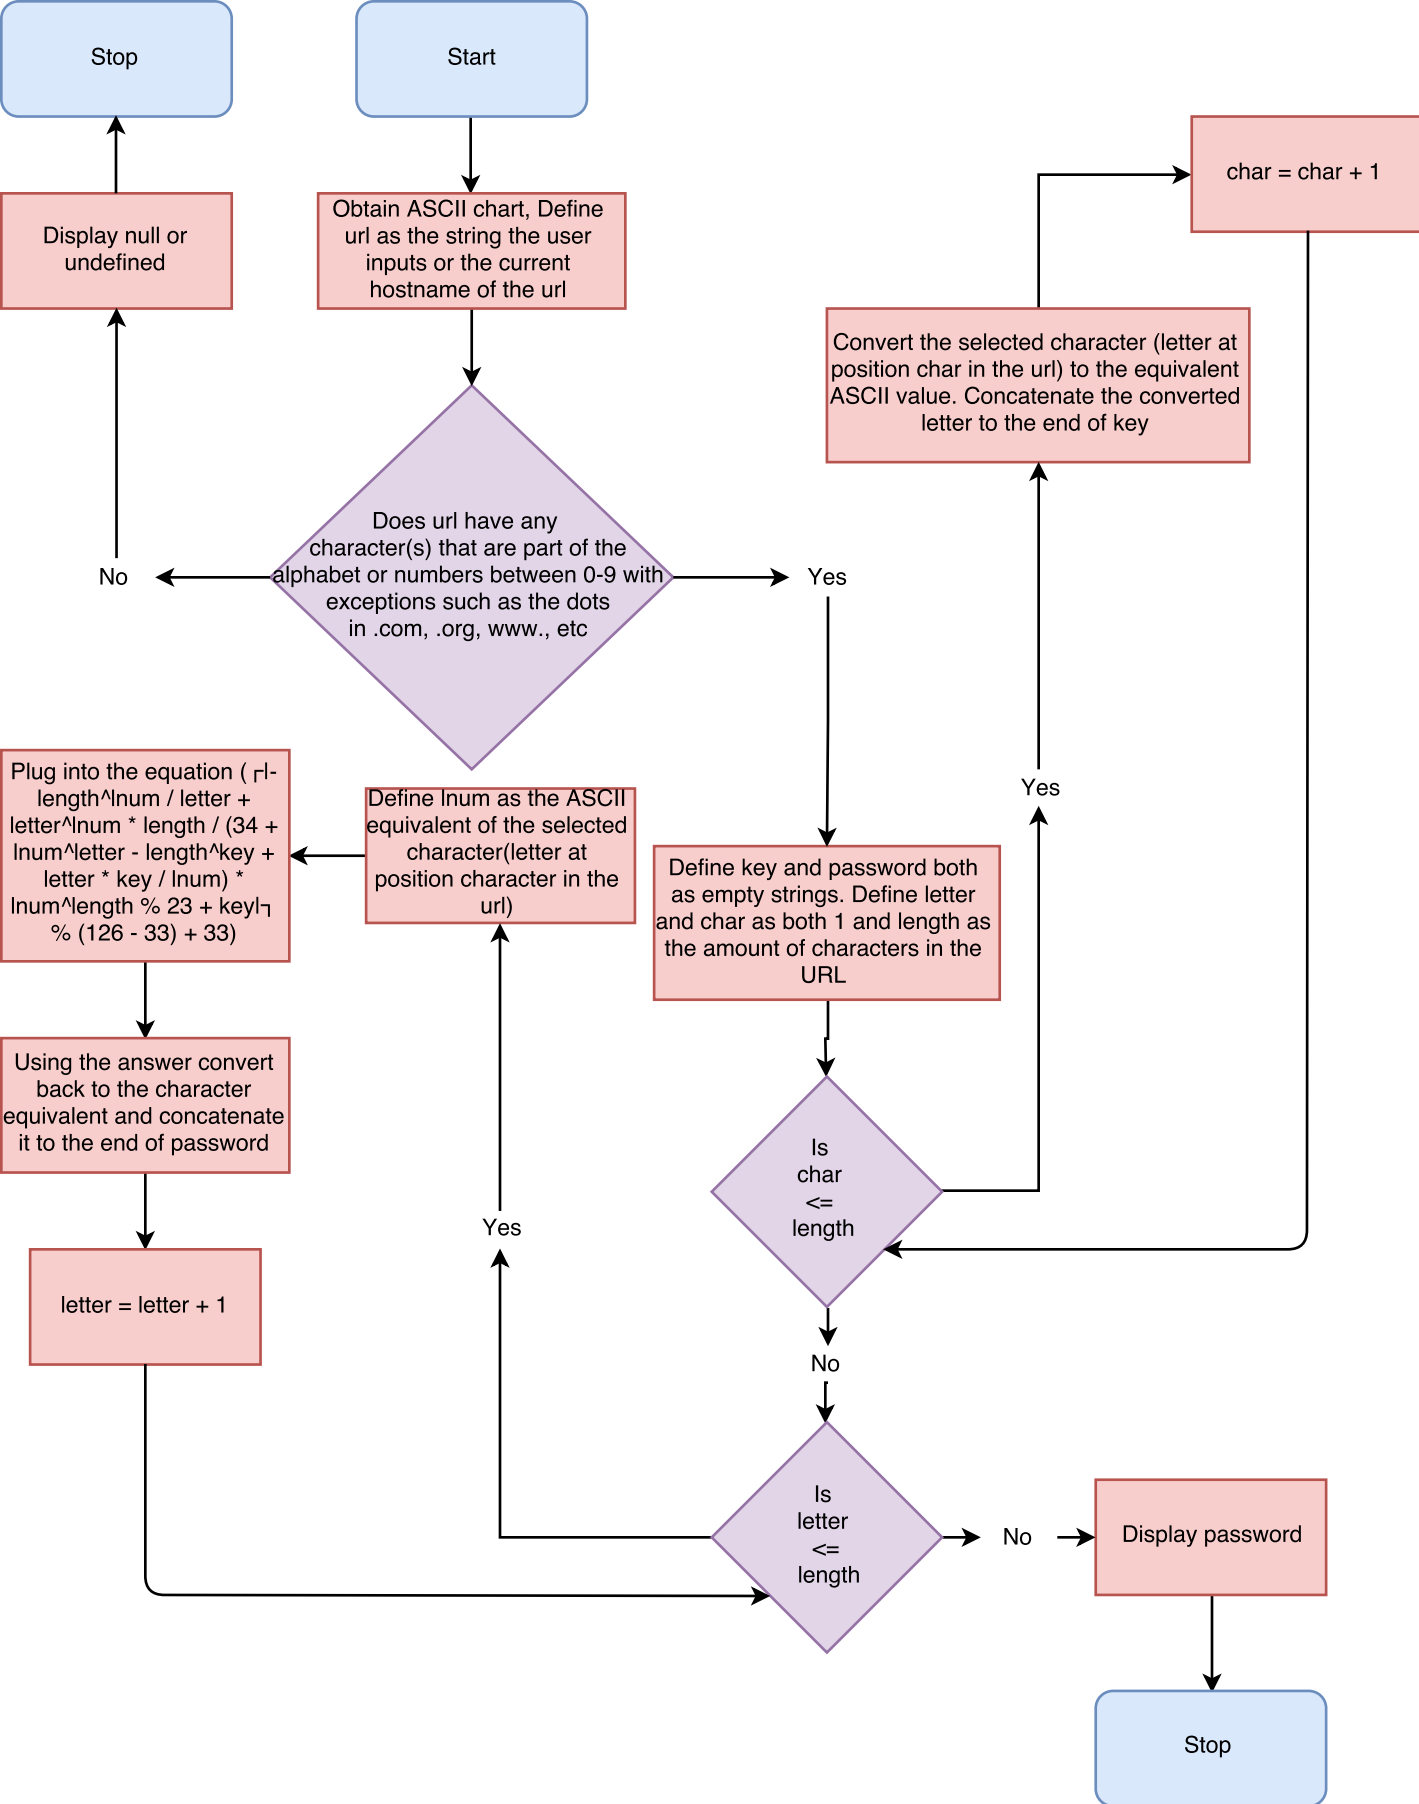 Stop
Start
char = char + 1
Display null or
undefined
Obtain ASCII chart, Define
url as the string the user
inputs or the current
hostname of the url
Convert the selected character (letter at
position char in the url) to the equivalent
ASCII value. Concatenate the converted
letter to the end of key
Does url have any
character(s) that are part of the
alphabet or numbers between 0-9 with
exceptions such as the dots
in .com, .org, www., etc
No
Yes
Plug into the equation ( ┌|-
length^lnum / letter +
letter^lnum * length / (34 +
lnum^letter - length^key +
letter * key / lnum) *
lnum^length % 23 + key|┐
% (126 - 33) + 33)
Define lnum as the ASCII
equivalent of the selected
character(letter at
position character in the
url)
Yes
Define key and password both
as empty strings. Define letter
and char as both 1 and length as
the amount of characters in the
URL
Using the answer convert
back to the character
equivalent and concatenate
it to the end of password
Is
char
<=
length
Yes
letter = letter + 1
No
Is
letter
<=
length
No
Display password
Stop